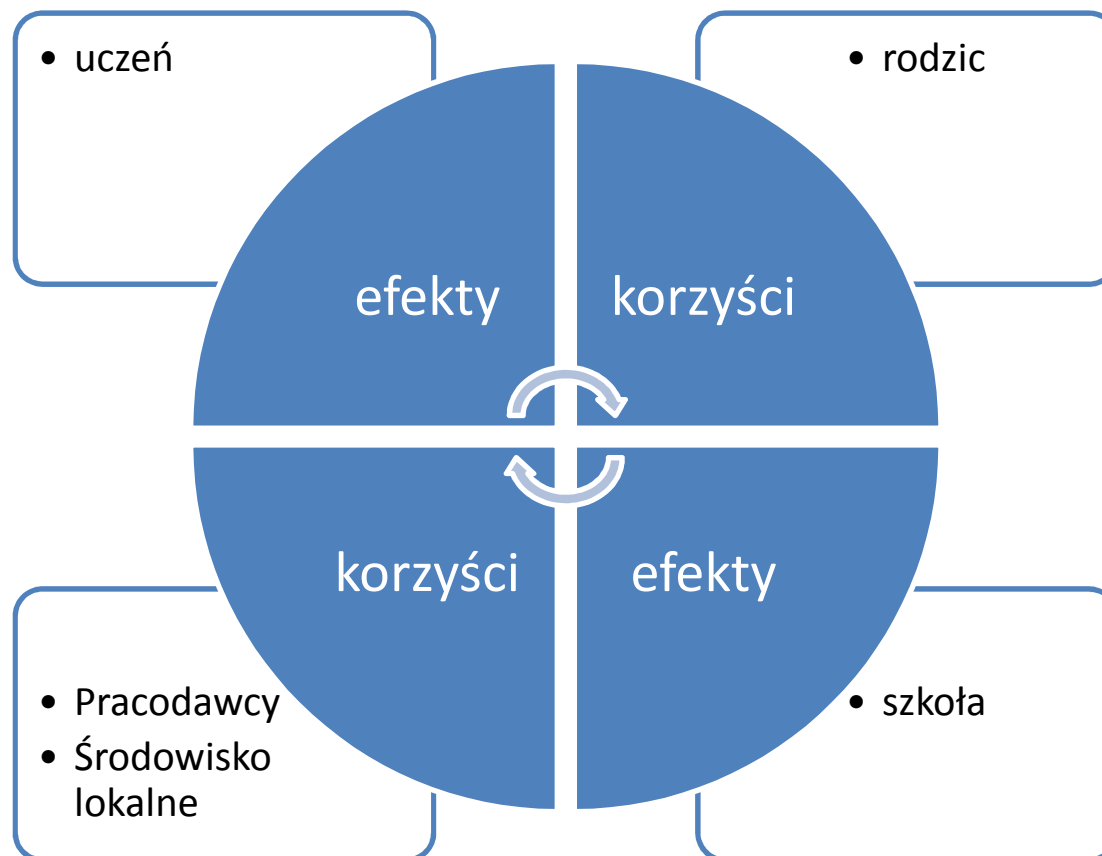 • uczeń
• rodzic
efekty
korzyści
korzyści
efekty
• Pracodawcy
• Środowisko
lokalne
• szkoła